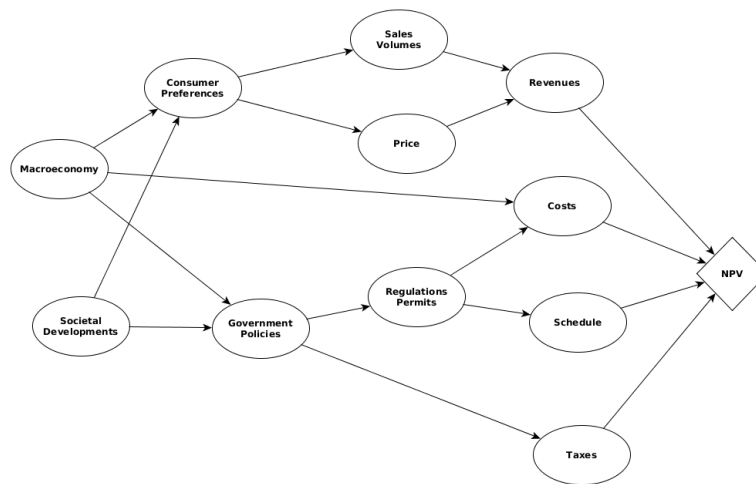 Sales
Volumes
Consumer
Preferences
Revenues
Price
Macroeconomy
Costs
NPV
Regulations
Permits
Societal
Developments
Government
Policies
Schedule
Taxes